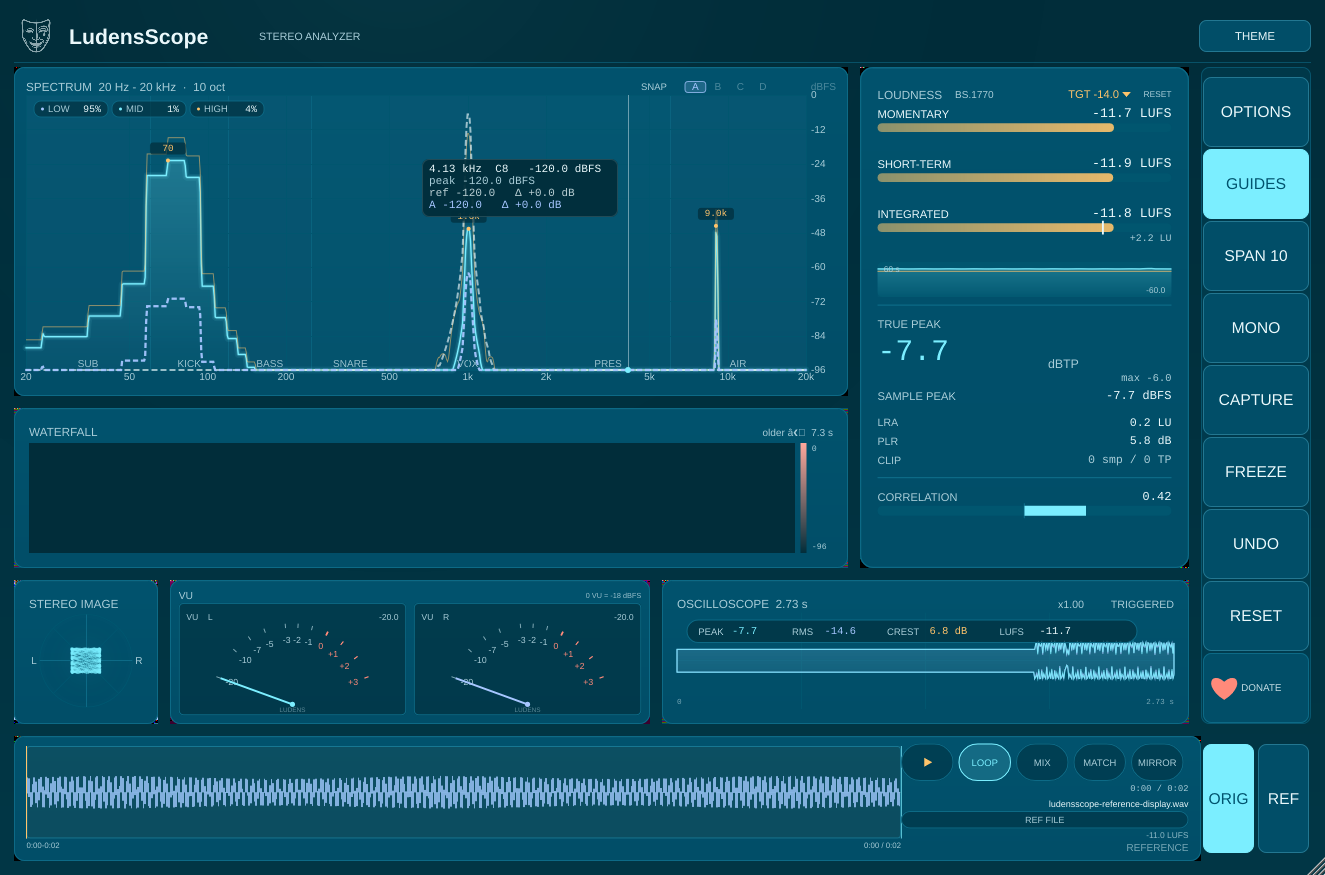 LudensScope
STEREO ANALYZER
THEME
SPECTRUM 20 Hz - 20 kHz · 10 oct
SNAP A B C D dBFS
• LOW 95% • MID 1% • HIGH 4%
0
-12
-24
-36
-48
-60
-72
-84
-96
70
4.13 kHz C8 -120.0 dBFS
peak -120.0 dBFS
ref -120.0 Δ +0.0 dB
A -120.0 Δ +0.0 dB
9.0k
SUB KICK BASS SNARE VOX PRES AIR
20 50 100 200 500 1k 2k 5k 10k 20k
WATERFALL
older â€□ 7.3 s
0
-96
LOUDNESS BS.1770 TGT -14.0 RESET
MOMENTARY -11.7 LUFS
SHORT-TERM -11.9 LUFS
INTEGRATED -11.8 LUFS
+2.2 LU
60 s
-60.0
TRUE PEAK
-7.7 dBTP
max -6.0
SAMPLE PEAK -7.7 dBFS
LRA 0.2 LU
PLR 5.8 dB
CLIP 0 smp / 0 TP
CORRELATION 0.42
OPTIONS
GUIDES
SPAN 10
MONO
CAPTURE
FREEZE
UNDO
RESET
DONATE
STEREO IMAGE
L R
VU 0 VU = -18 dBFS
VU L -20.0
-20 -10 -7 -5 -3 -2 -1 0 +1 +2 +3
LUDENS
VU R -20.0
-20 -10 -7 -5 -3 -2 -1 0 +1 +2 +3
LUDENS
OSCILLOSCOPE 2.73 s x1.00 TRIGGERED
PEAK -7.7 RMS -14.6 CREST 6.8 dB LUFS -11.7
0 2.73 s
0:00-0:02 0:00 / 0:02
LOOP MIX MATCH MIRROR
0:00 / 0:02
ludensscope-reference-display.wav
REF FILE
-11.0 LUFS
REFERENCE
ORIG REF